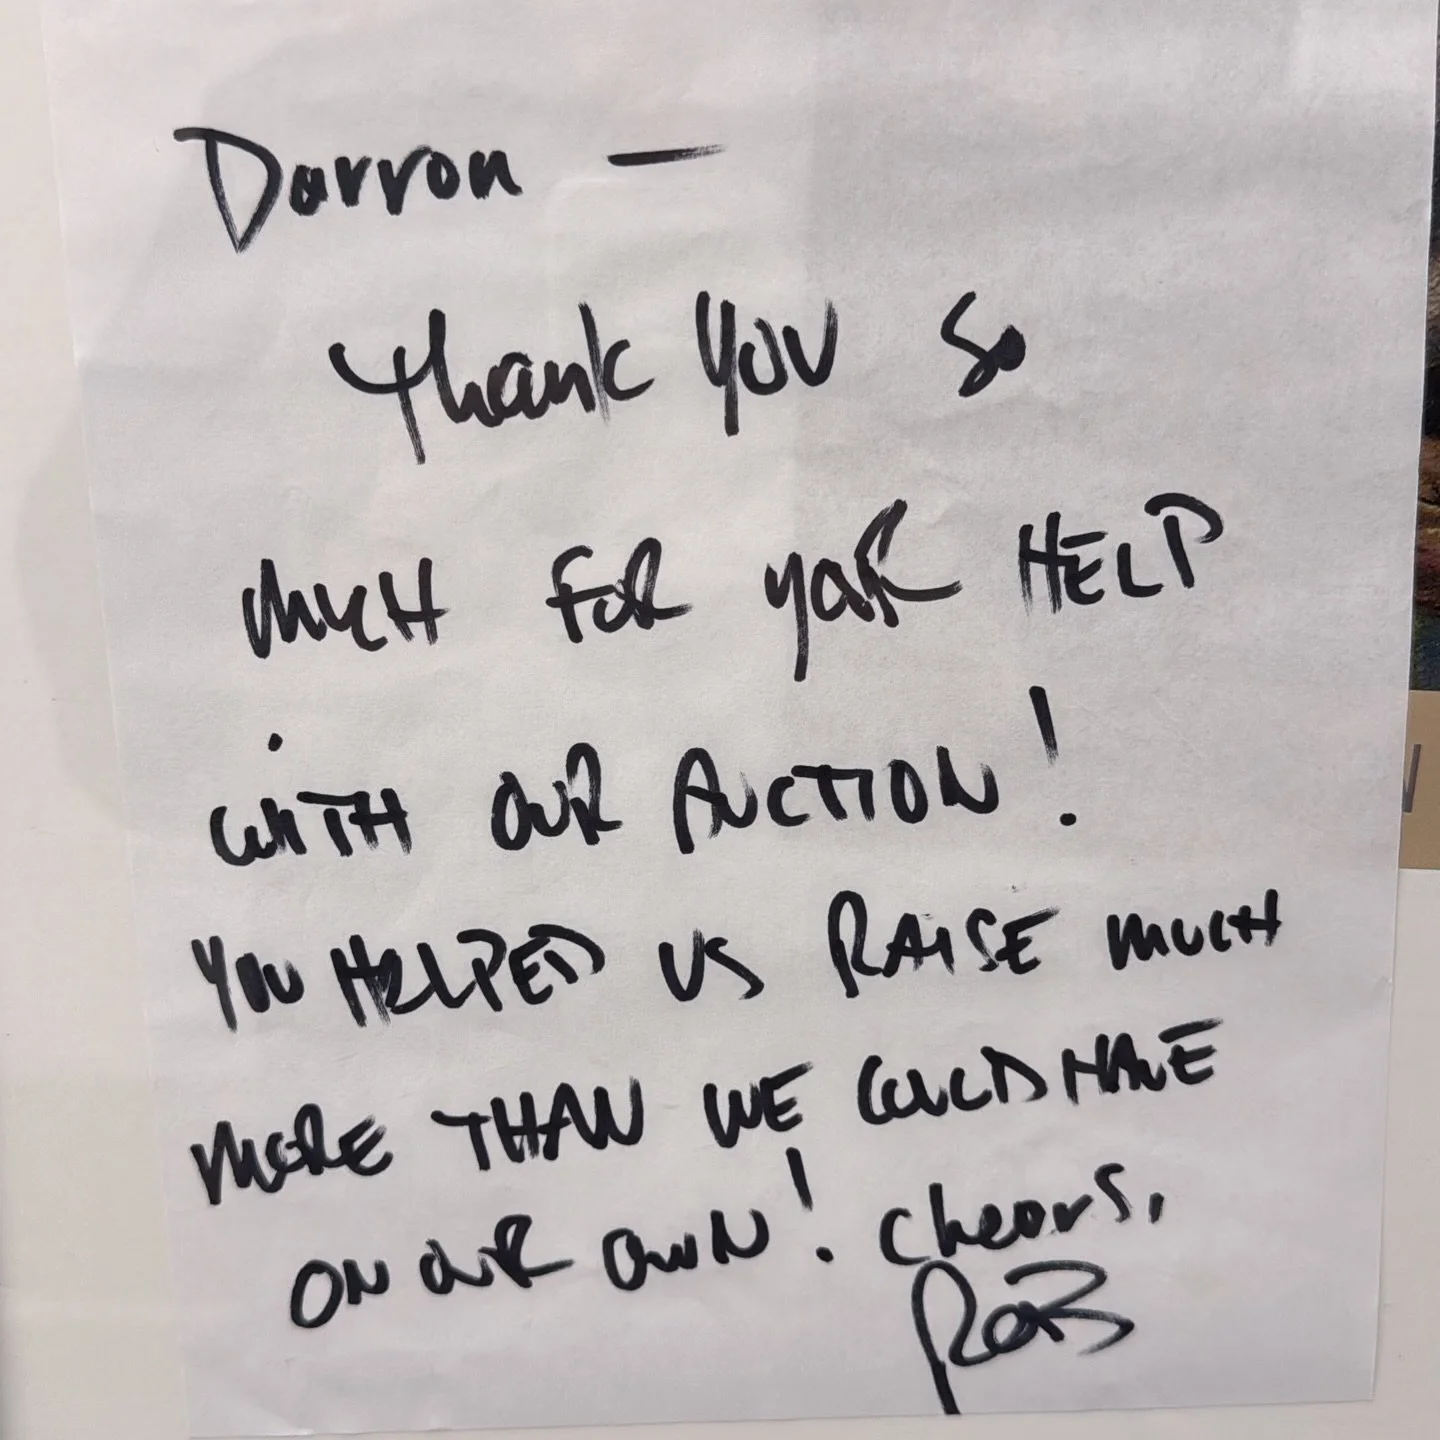 Darron —
Thank you so
much for your HELP
WITH OUR AUCTION!
YOU HELPED US RAISE MUCH
MORE THAN WE COULD HAVE
ON OUR OWN! Cheers,
ROB